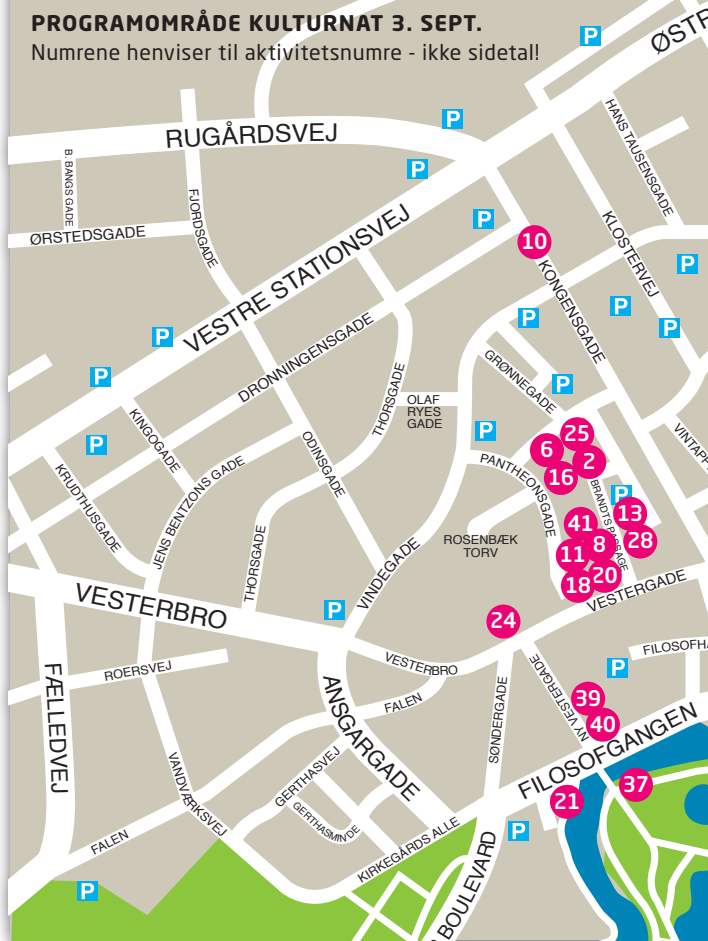 PROGRAMOMRÅDE KULTURNAT 3. SEPT.
Numrene henviser til aktivitetsnumre - ikke sidetal!
P
ØSTR
HANS TAUSENSGADE
P
RUGÅRDSVEJ
B. BANGS GADE
P
FJORDSGADE
ØRSTEDSGADE
P
KLOSTERVEJ
10
KONGENSGADE
P
VESTRE STATIONSVEJ
P
P
P
P
DRONNINGENSGADE
GRØNNEGADE
P
P
THORSGADE
OLAF
RYES
GADE
KINGOGADE
P
P
25
6
2
16
VINTAPP
ODINSGADE
PANTHEONSGADE
KRUDTHUSGADE
JENS BENTZONS GADE
BRANDTS PASSAGE
P
13
41
28
8
11
ROSENBÆK
TORV
THORSGADE
VINDEGADE
20
18
VESTERGADE
VESTERBRO
P
24
VESTERBRO
FILOSOFHA
P
ROERSVEJ
FÆLLEDVEJ
ANSGARGADE
FALEN
SØNDERGADE
NY VESTERGADE
39
40
FILOSOFGANGEN
VANDVÆRKSVEJ
GERTHASVEJ
GERTHASMINDE
37
21
P
FALEN
KIRKEGÅRDS ALLE
BOULEVARD
P